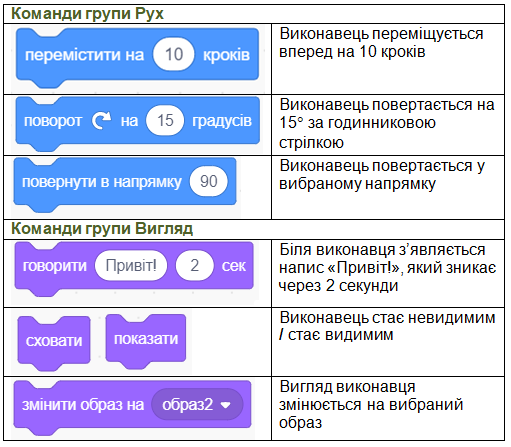 Команди групи Рух
перемістити на 10 кроків
Виконавець переміщується
вперед на 10 кроків
поворот на 15 градусів
Виконавець повертається на
15° за годинниковою
стрілкою
повернути в напрямку 90
Виконавець повертається у
вибраному напрямку
Команди групи Вигляд
говорити Привіт! 2 сек
Біля виконавця з’являється
напис «Привіт!», який зникає
через 2 секунди
сховати показати
Виконавець стає невидимим
/ стає видимим
змінити образ на образ2
Вигляд виконавця
змінюється на вибраний
образ